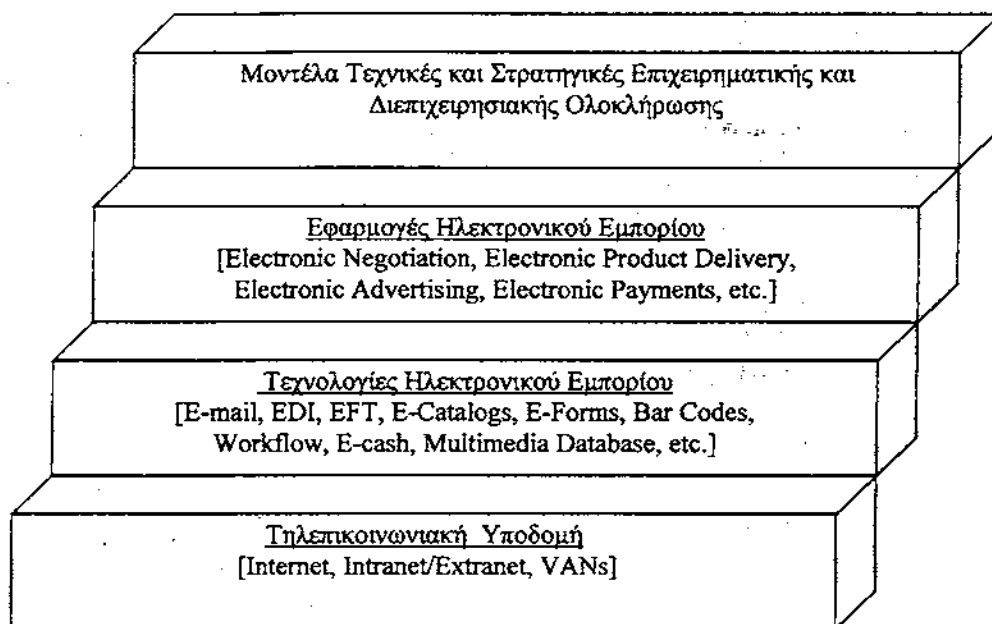 Μοντέλα Τεχνικές και Στρατηγικές Επιχειρηματικής και
Διεπιχειρησιακής Ολοκλήρωσης
Εφαρμογές Ηλεκτρονικού Εμπορίου
[Electronic Negotiation, Electronic Product Delivery,
Electronic Advertising, Electronic Payments, etc.]
Τεχνολογίες Ηλεκτρονικού Εμπορίου
[E-mail, EDI, EFT, E-Catalogs, E-Forms, Bar Codes,
Workflow, E-cash, Multimedia Database, etc.]
Τηλεπικοινωνιακή Υποδομή
[Internet, Intranet/Extranet, VANs]